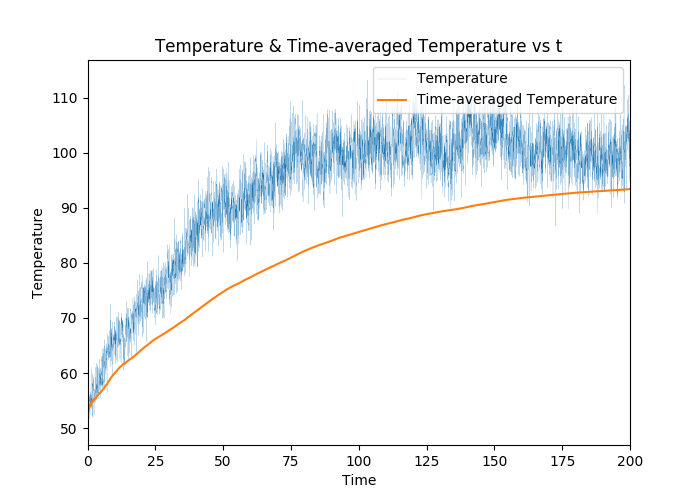 Temperature & Time-averaged Temperature vs t
Temperature
Time-averaged Temperature
110
100
90
80
70
60
50
Temperature
0 25 50 75 100 125 150 175 200
Time